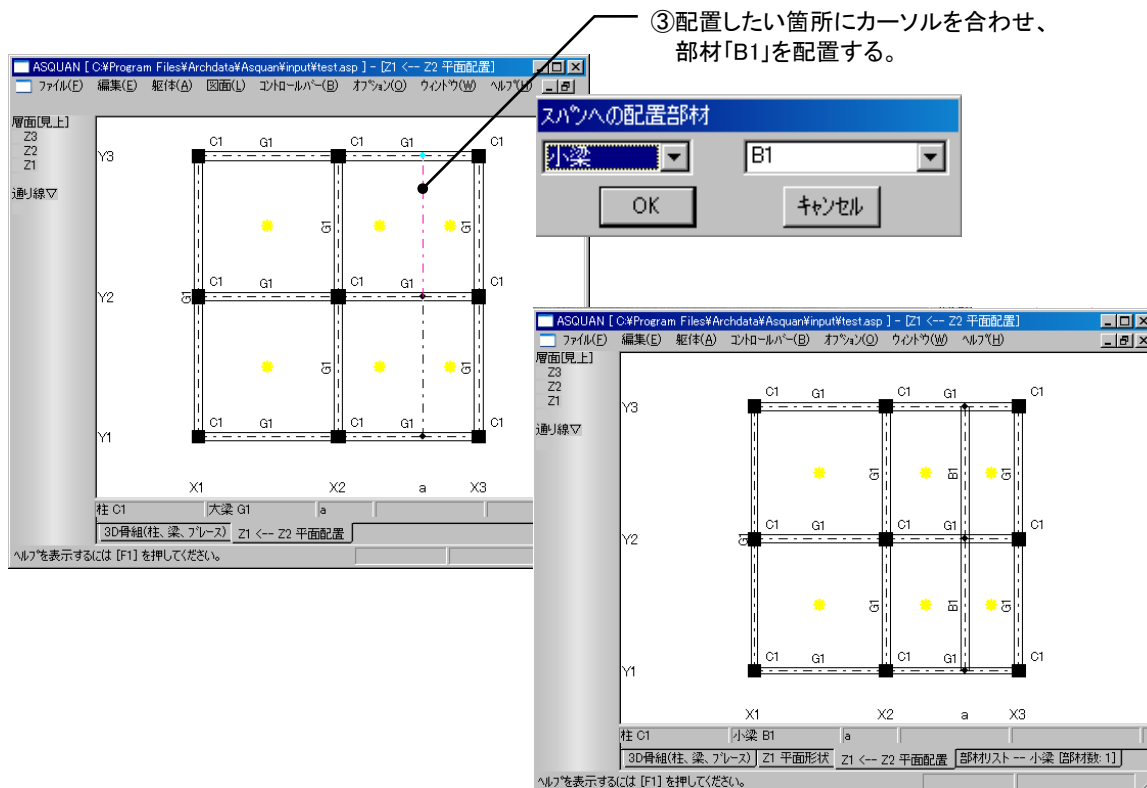 ③配置したい箇所にカーソルを合わせ、
部材「B1」を配置する。
ASQUAN [ C:¥Program Files¥Archdata¥Asquan¥input¥test.asp ] - [Z1 <-- Z2 平面配置]
ファイル(F) 編集(E) 躯体(A) 図面(L) コントロールバー(B) オプション(O) ウィンドウ(W) ヘルプ(H)
層面[見上]
Z3
Z2
Z1
通り線▽
C1 G1 C1 G1 C1
Y3
G1 G1
C1 G1 C1 G1 C1
Y2
G1
G1 G1
C1 G1 C1 G1 C1
Y1
X1 X2 a X3
柱 C1 大梁 G1 a
3D骨組(柱、梁、ブレース) Z1 <-- Z2 平面配置
ヘルプを表示するには [F1] を押してください。
スパンへの配置部材
小梁 B1
OK キャンセル
ASQUAN [ C:¥Program Files¥Archdata¥Asquan¥input¥test.asp ] - [Z1 <-- Z2 平面配置]
ファイル(F) 編集(E) 躯体(A) コントロールバー(B) オプション(O) ウィンドウ(W) ヘルプ(H)
層面[見上]
Z3
Z2
Z1
通り線▽
C1 G1 C1 G1 C1
Y3
G1 B1 G1
C1 G1 C1 G1 C1
Y2
G1
G1 B1 G1
C1 G1 C1 G1 C1
Y1
X1 X2 a X3
柱 C1 小梁 B1 a
3D骨組(柱、梁、ブレース) Z1 平面形状 Z1 <-- Z2 平面配置 部材リスト -- 小梁 [部材数: 1]
ヘルプを表示するには [F1] を押してください。